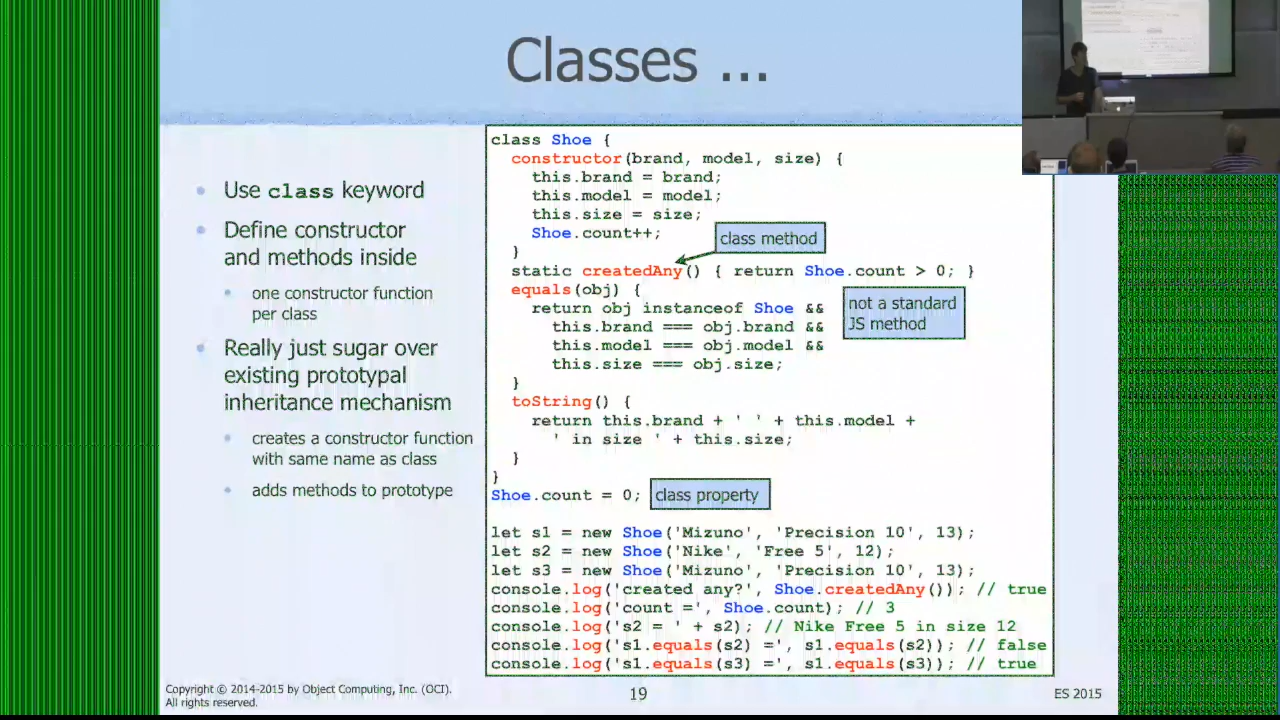 Classes ...
Use class keyword
Define constructor
and methods inside
one constructor function
per class
Really just sugar over
existing prototypal
inheritance mechanism
creates a constructor function
with same name as class
adds methods to prototype
class Shoe {
  constructor(brand, model, size) {
    this.brand = brand;
    this.model = model;
    this.size = size;
    Shoe.count++;
  }
class method
  static createdAny() { return Shoe.count > 0; }
  equals(obj) {
    return obj instanceof Shoe &&
      this.brand === obj.brand &&
      this.model === obj.model &&
      this.size === obj.size;
  }
not a standard
JS method
  toString() {
    return this.brand + ' ' + this.model +
      ' in size ' + this.size;
  }
}
Shoe.count = 0;
class property
let s1 = new Shoe('Mizuno', 'Precision 10', 13);
let s2 = new Shoe('Nike', 'Free 5', 12);
let s3 = new Shoe('Mizuno', 'Precision 10', 13);
console.log('created any?', Shoe.createdAny()); // true
console.log('count =', Shoe.count); // 3
console.log('s2 = ' + s2); // Nike Free 5 in size 12
console.log('s1.equals(s2) =', s1.equals(s2)); // false
console.log('s1.equals(s3) =', s1.equals(s3)); // true
Copyright © 2014-2015 by Object Computing, Inc. (OCI).
All rights reserved.
19
ES 2015